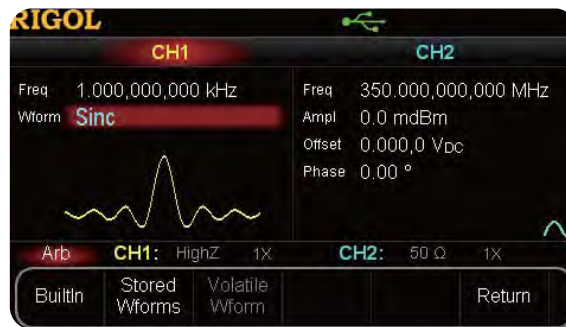 RIGOL
CH1 CH2
Freq 1.000,000,000 kHz
Wform Sinc
Freq 350.000,000,000 MHz
Ampl 0.0 mdBm
Offset 0.000,0 VDC
Phase 0.00 °
Arb CH1: HighZ 1X CH2: 50 Ω 1X
BuiltIn Stored Wforms Volatile Wform Return